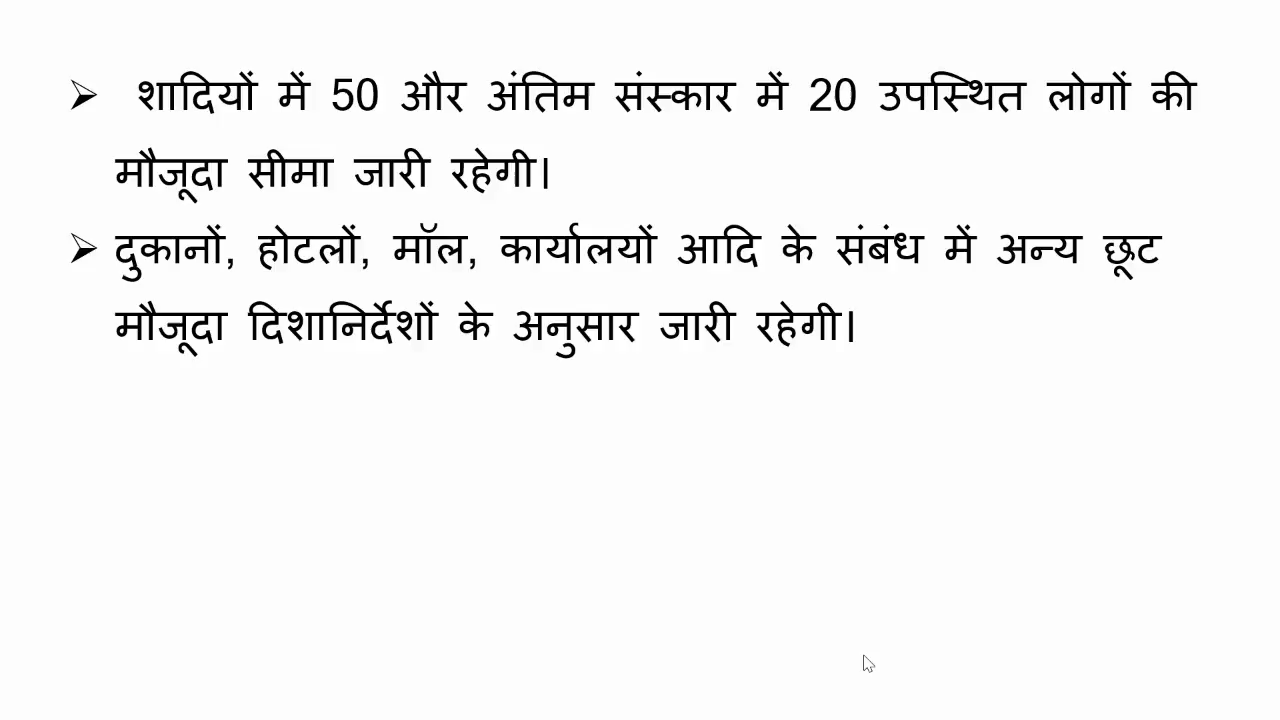 ➢ शादियों में 50 और अंतिम संस्कार में 20 उपस्थित लोगों की
मौजूदा सीमा जारी रहेगी।
➢ दुकानों, होटलों, मॉल, कार्यालयों आदि के संबंध में अन्य छूट
मौजूदा दिशानिर्देशों के अनुसार जारी रहेगी।